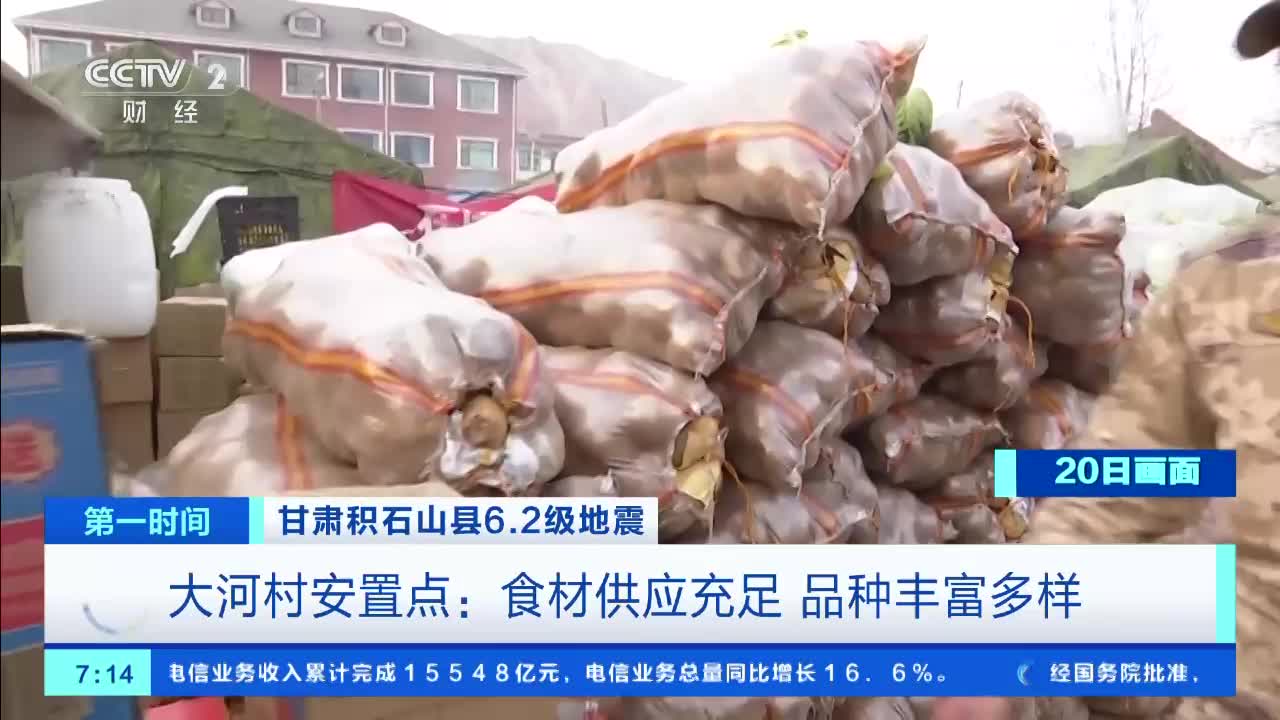 CCTV 2
财经
20日画面
第一时间
甘肃积石山县6.2级地震
大河村安置点：食材供应充足 品种丰富多样
7:14
电信业务收入累计完成15548亿元，电信业务总量同比增长16.6%。 经国务院批准，